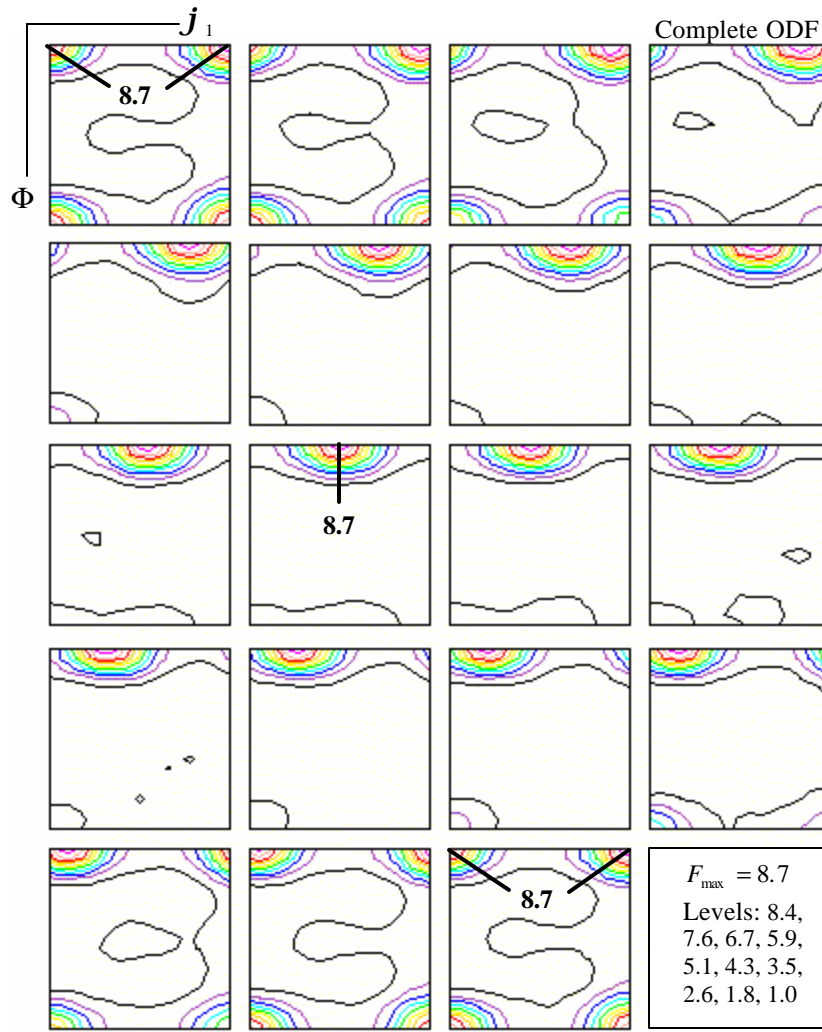 j 1
Complete ODF
Φ
8.7
8.7
8.7
F max = 8.7
Levels: 8.4,
7.6, 6.7, 5.9,
5.1, 4.3, 3.5,
2.6, 1.8, 1.0